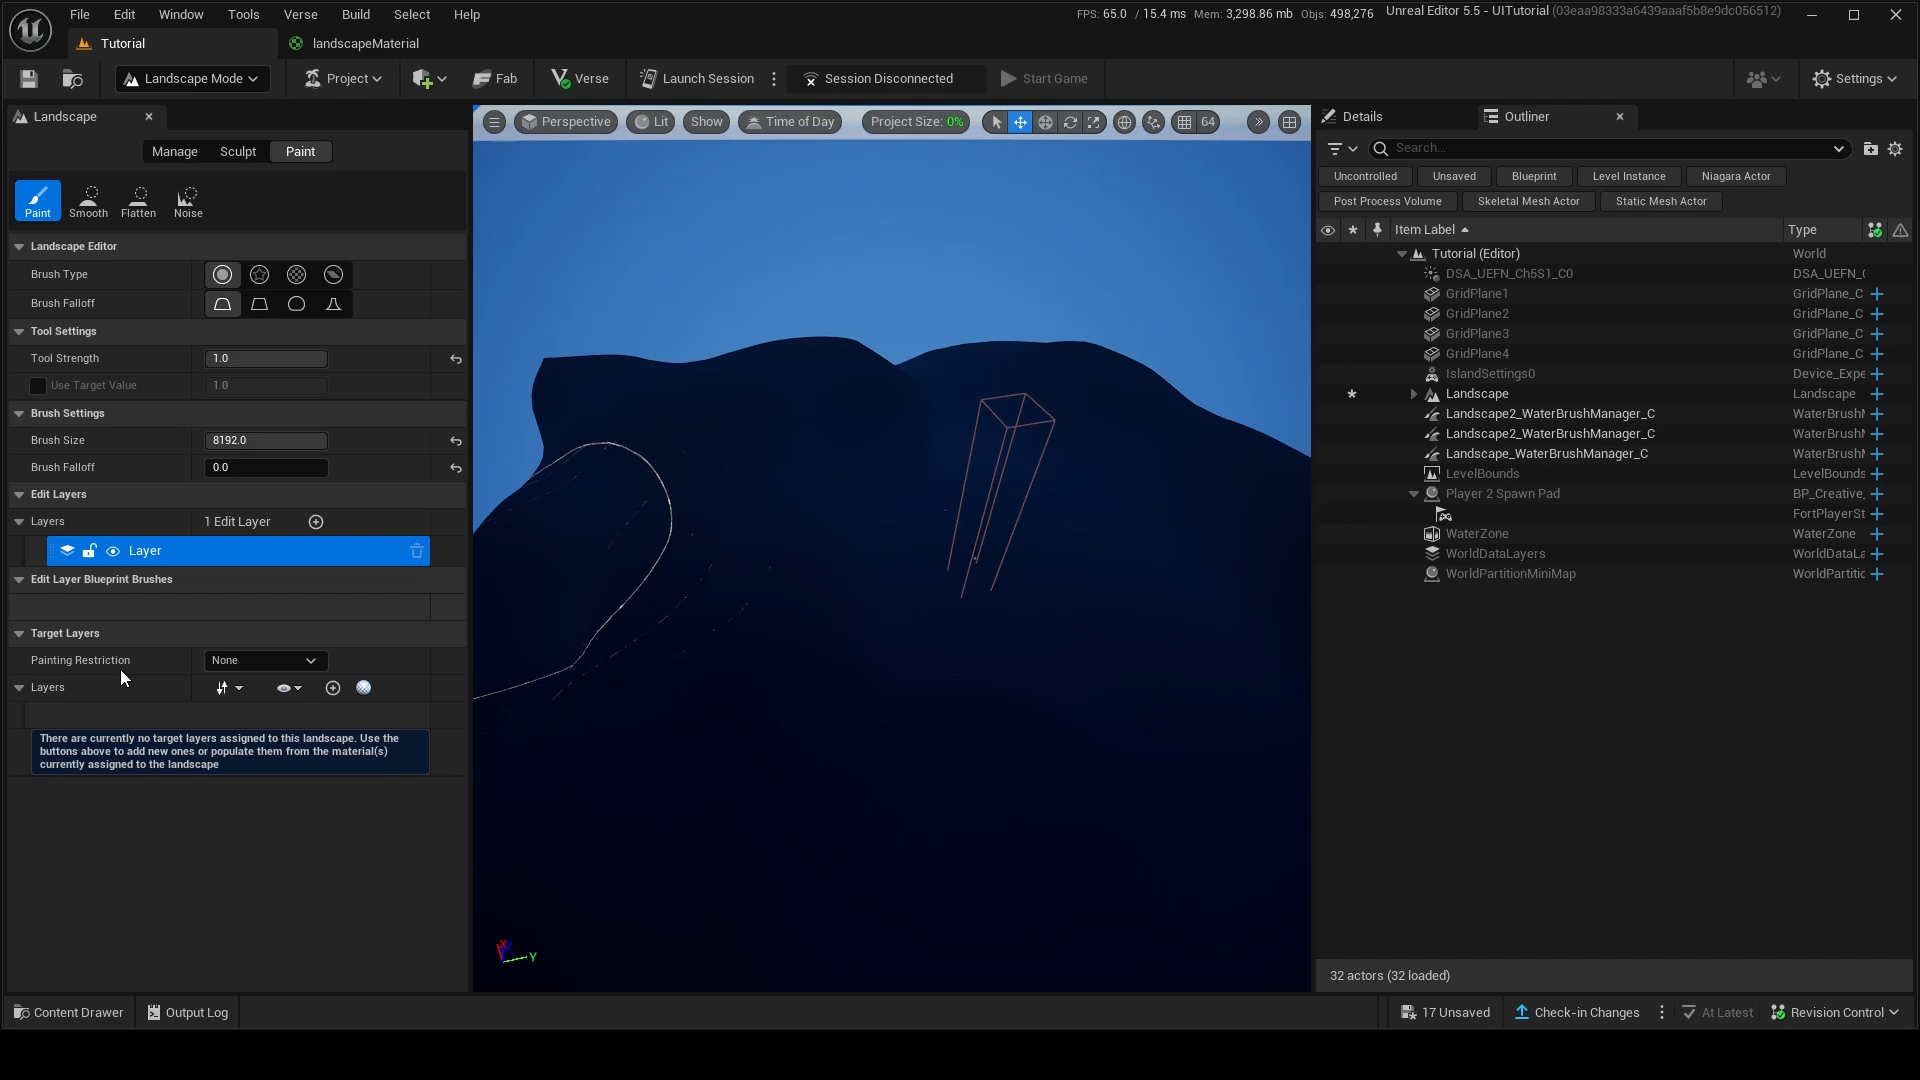 File Edit Window Tools Verse Build Select Help
FPS: 65.0 / 15.4 ms Mem: 3,298.86 mb Objs: 498,276 Unreal Editor 5.5 - UITutorial (03eaa98333a6439aaaf5b8e9dc056512)
Tutorial landscapeMaterial
Landscape Mode Project Fab Verse Launch Session Session Disconnected Start Game Settings
Landscape
Manage Sculpt Paint
Paint Smooth Flatten Noise
Landscape Editor
Brush Type
Brush Falloff
Tool Settings
Tool Strength 1.0
Use Target Value 1.0
Brush Settings
Brush Size 8192.0
Brush Falloff 0.0
Edit Layers
Layers 1 Edit Layer
Layer
Edit Layer Blueprint Brushes
Target Layers
Painting Restriction None
Layers
There are currently no target layers assigned to this landscape. Use the
buttons above to add new ones or populate them from the material(s)
currently assigned to the landscape
Perspective Lit Show Time of Day Project Size: 0% 64
X
Y
Details Outliner
Search...
Uncontrolled Unsaved Blueprint Level Instance Niagara Actor
Post Process Volume Skeletal Mesh Actor Static Mesh Actor
Item Label Type
Tutorial (Editor) World
DSA_UEFN_Ch5S1_C0 DSA_UEFN_(
GridPlane1 GridPlane_C
GridPlane2 GridPlane_C
GridPlane3 GridPlane_C
GridPlane4 GridPlane_C
IslandSettings0 Device_Expe
Landscape Landscape
Landscape2_WaterBrushManager_C WaterBrushM
Landscape2_WaterBrushManager_C WaterBrushM
Landscape_WaterBrushManager_C WaterBrushM
LevelBounds LevelBounds
Player 2 Spawn Pad BP_Creative_
FortPlayerSt
WaterZone WaterZone
WorldDataLayers WorldDataLa
WorldPartitionMiniMap WorldPartitic
32 actors (32 loaded)
Content Drawer Output Log 17 Unsaved Check-in Changes At Latest Revision Control